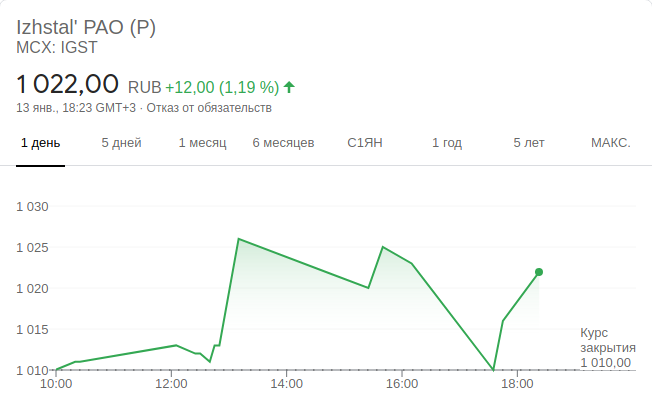 Izhstal' PAO (P)
MCX: IGST
1 022,00 RUB +12,00 (1,19 %)
13 янв., 18:23 GMT+3 · Отказ от обязательств
1 день 5 дней 1 месяц 6 месяцев С1ЯН 1 год 5 лет МАКС.
1 030
1 025
1 020
1 015
1 010
Курс
закрытия
1 010,00
10:00 12:00 14:00 16:00 18:00